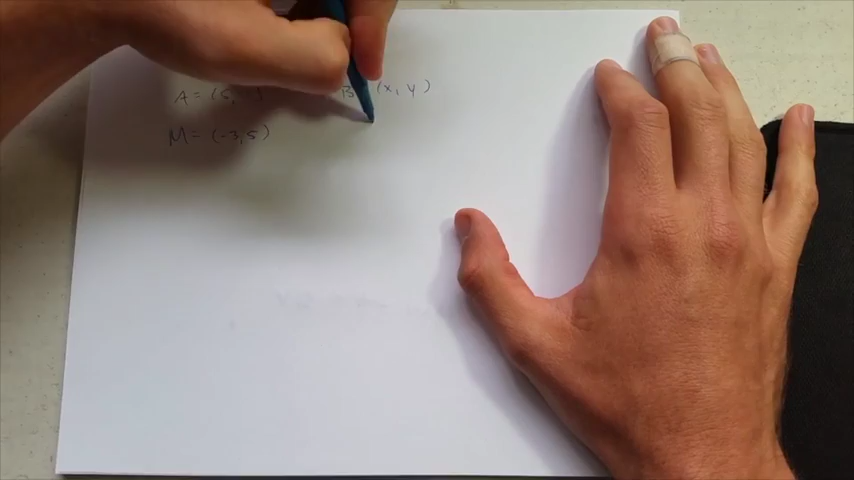 A = (5, B (x, y)
M = (-3, 5)